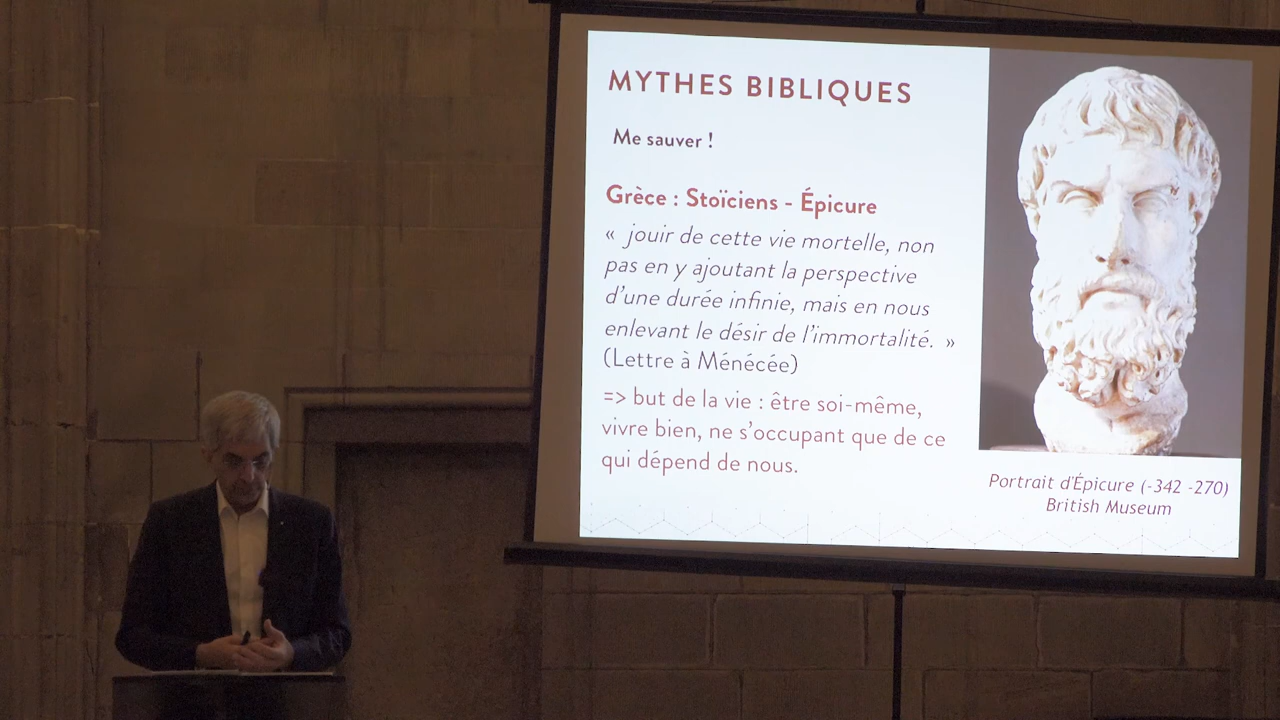 MYTHES BIBLIQUES
Me sauver !
Grèce : Stoïciens - Épicure
« jouir de cette vie mortelle, non
pas en y ajoutant la perspective
d'une durée infinie, mais en nous
enlevant le désir de l'immortalité. »
(Lettre à Ménécée)
=> but de la vie : être soi-même,
vivre bien, ne s'occupant que de ce
qui dépend de nous.
Portrait d'Épicure (-342 -270)
British Museum